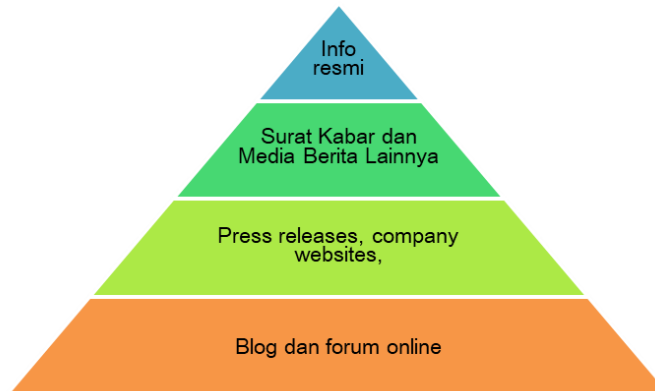 Info
resmi
Surat Kabar dan
Media Berita Lainnya
Press releases, company
websites,
Blog dan forum online